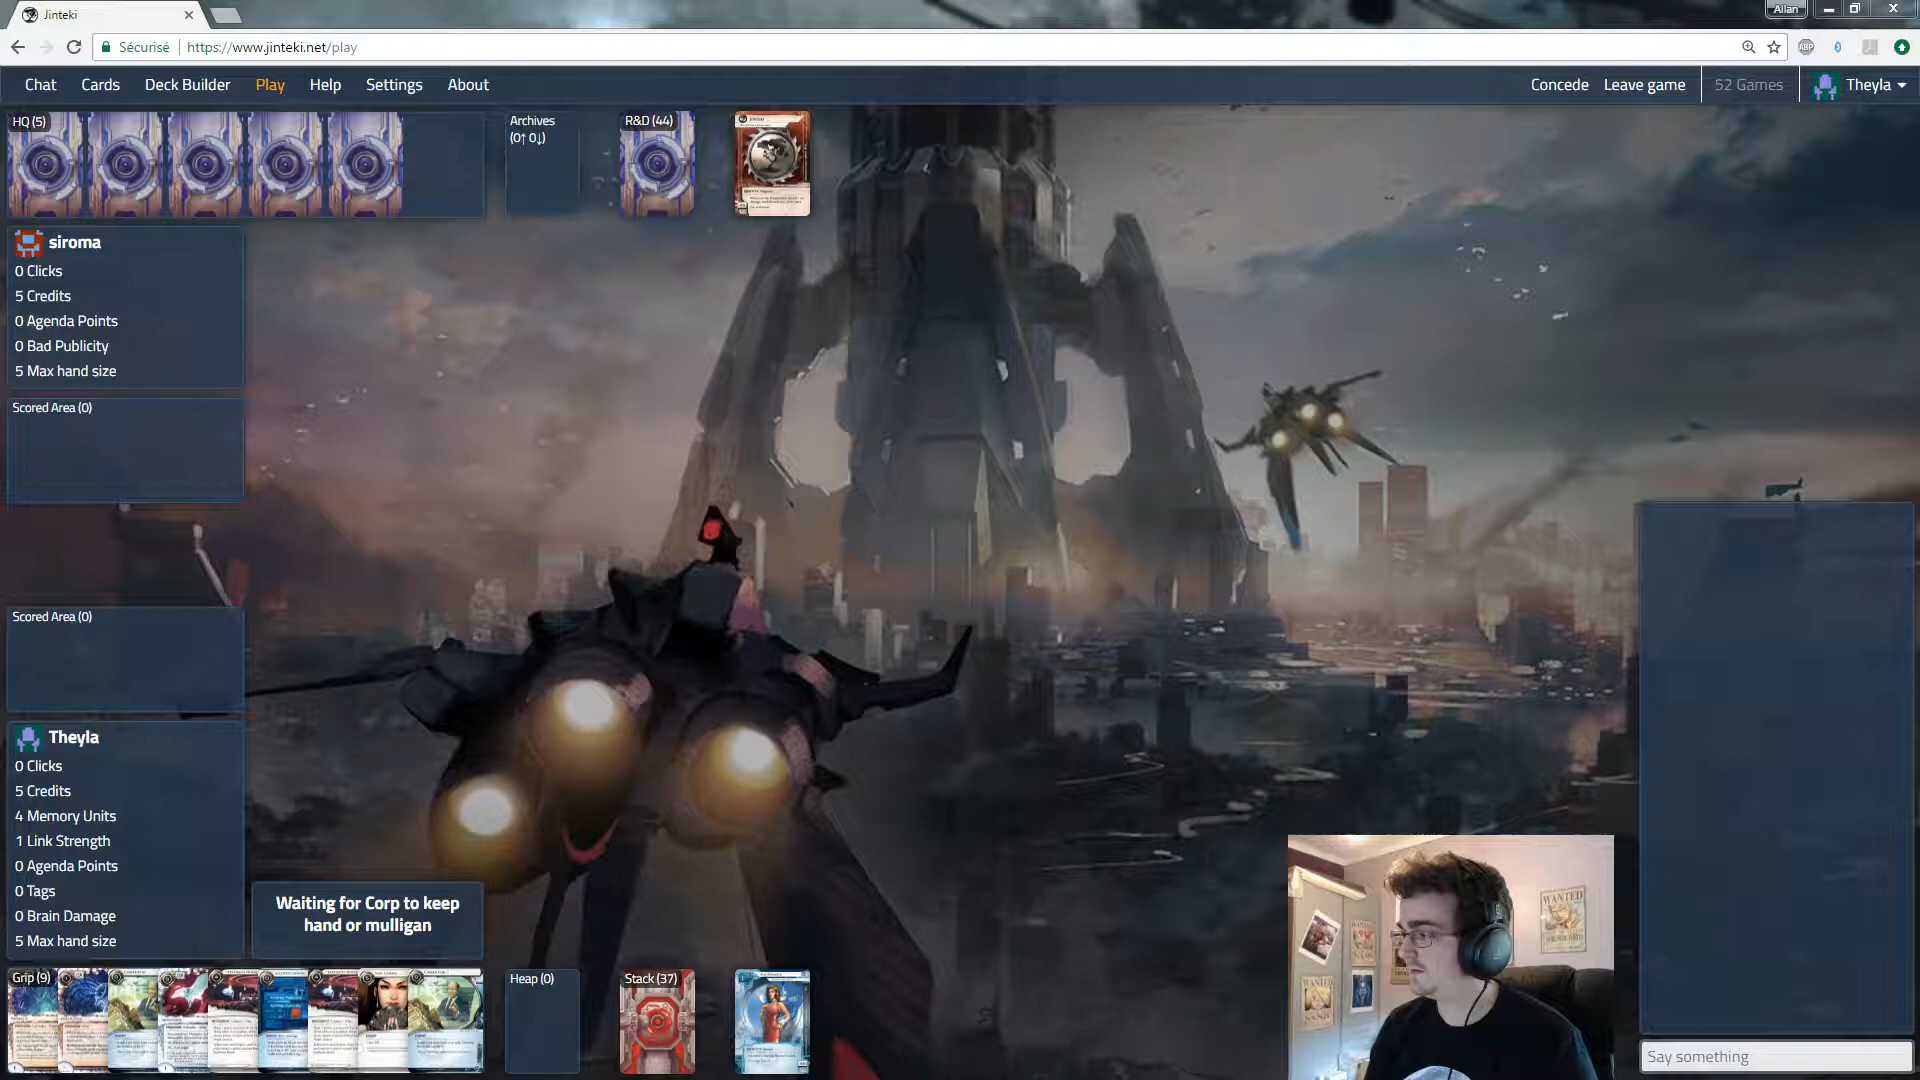 Jinteki
Allan
Sécurisé
https://www.jinteki.net/play
ABP
Chat
Cards
Deck Builder
Play
Help
Settings
About
Concede
Leave game
52 Games
Theyla
HQ (5)
Archives
(0↑ 0↓)
R&D (44)
siroma
0 Clicks
5 Credits
0 Agenda Points
0 Bad Publicity
5 Max hand size
Scored Area (0)
Scored Area (0)
Theyla
0 Clicks
5 Credits
4 Memory Units
1 Link Strength
0 Agenda Points
0 Tags
0 Brain Damage
5 Max hand size
Waiting for Corp to keep
hand or mulligan
Grip (9)
Heap (0)
Stack (37)
WANTED
Say something